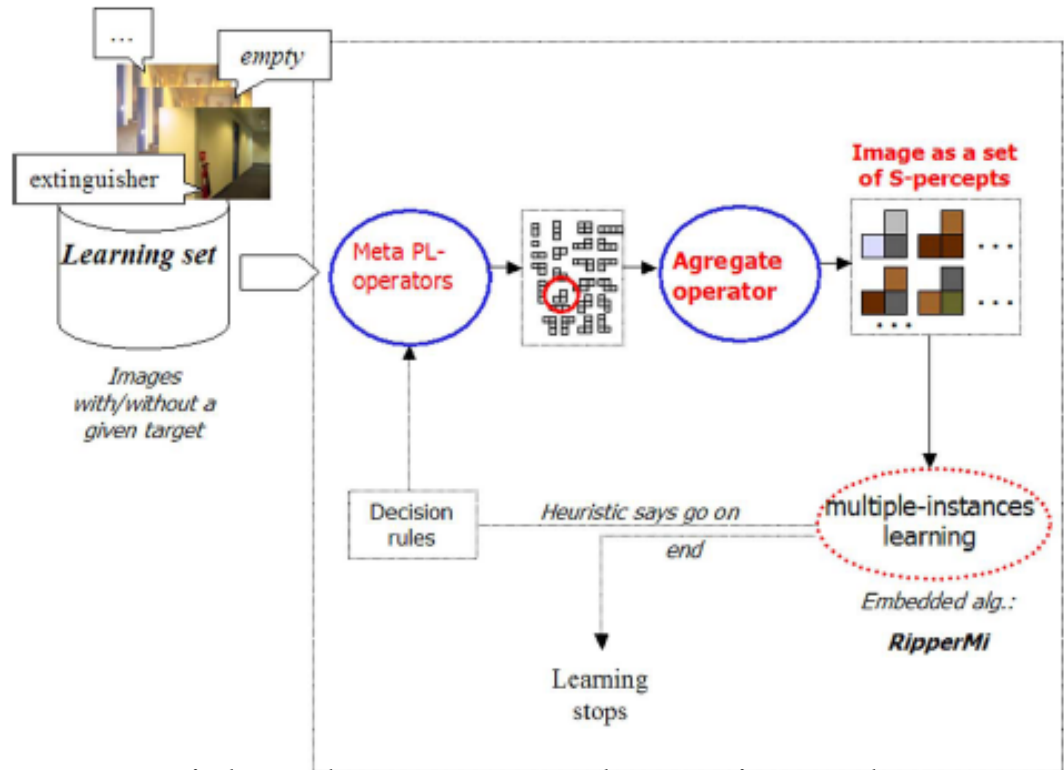 ...
empty
extinguisher
Learning set
Images
with/without a
given target
Meta PL-
operators
Agregate
operator
Image as a set
of S-percepts
...
...
...
multiple-instances
learning
Embedded alg.:
RipperMi
Heuristic says go on
end
Decision
rules
Learning
stops